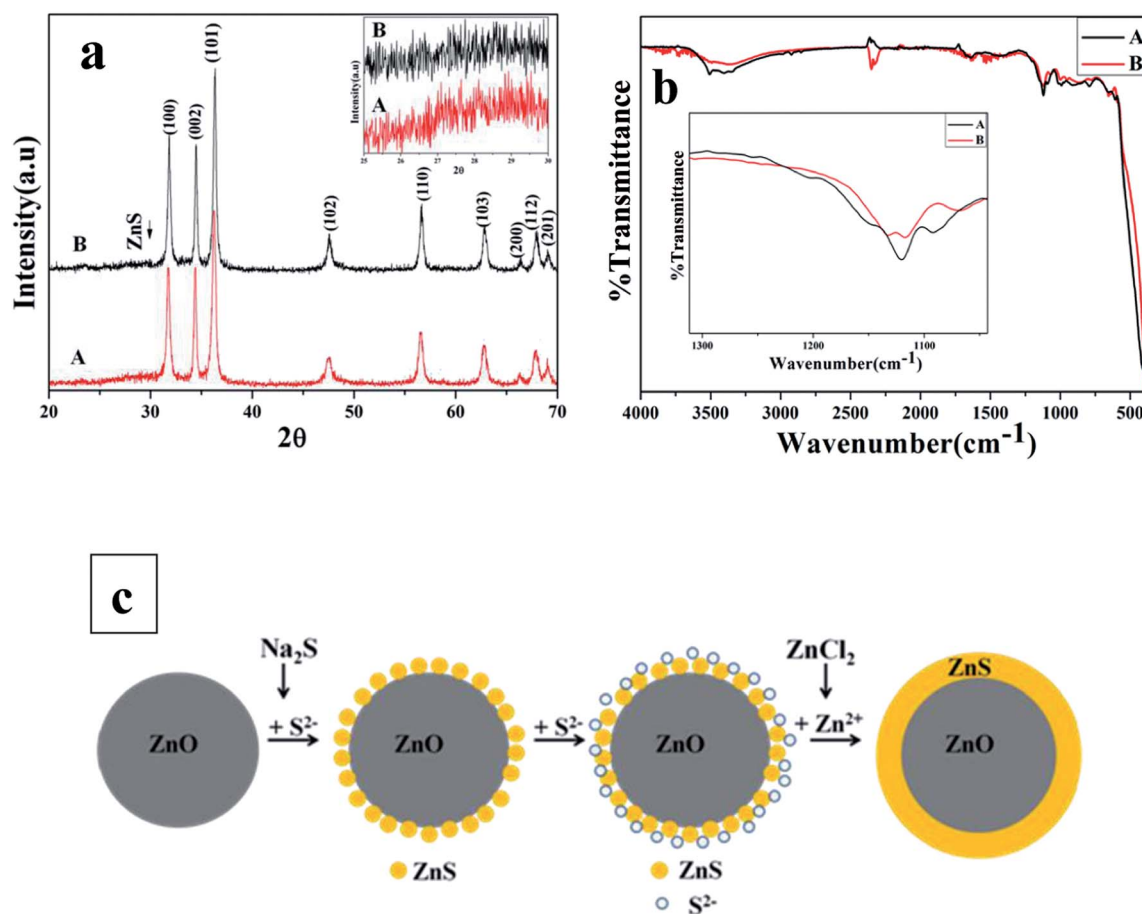 a
(100)
(002)
(101)
(102)
(110)
(103)
(200)
(112)
(201)
ZnS
B
A
Intensity(a.u)
20 30 40 50 60 70
2θ
B
A
Intensity(a.u)
25 26 27 28 29 30
2θ
b
A
B
%Transmittance
4000 3500 3000 2500 2000 1500 1000 500
Wavenumber(cm-1)
A
B
%Transmittance
1300 1200 1100
Wavenumber(cm-1)
c
Na2S
ZnCl2
ZnO
+ S2-
ZnO
+ S2-
ZnO
+ Zn2+
ZnS
ZnO
ZnS
ZnS
S2-